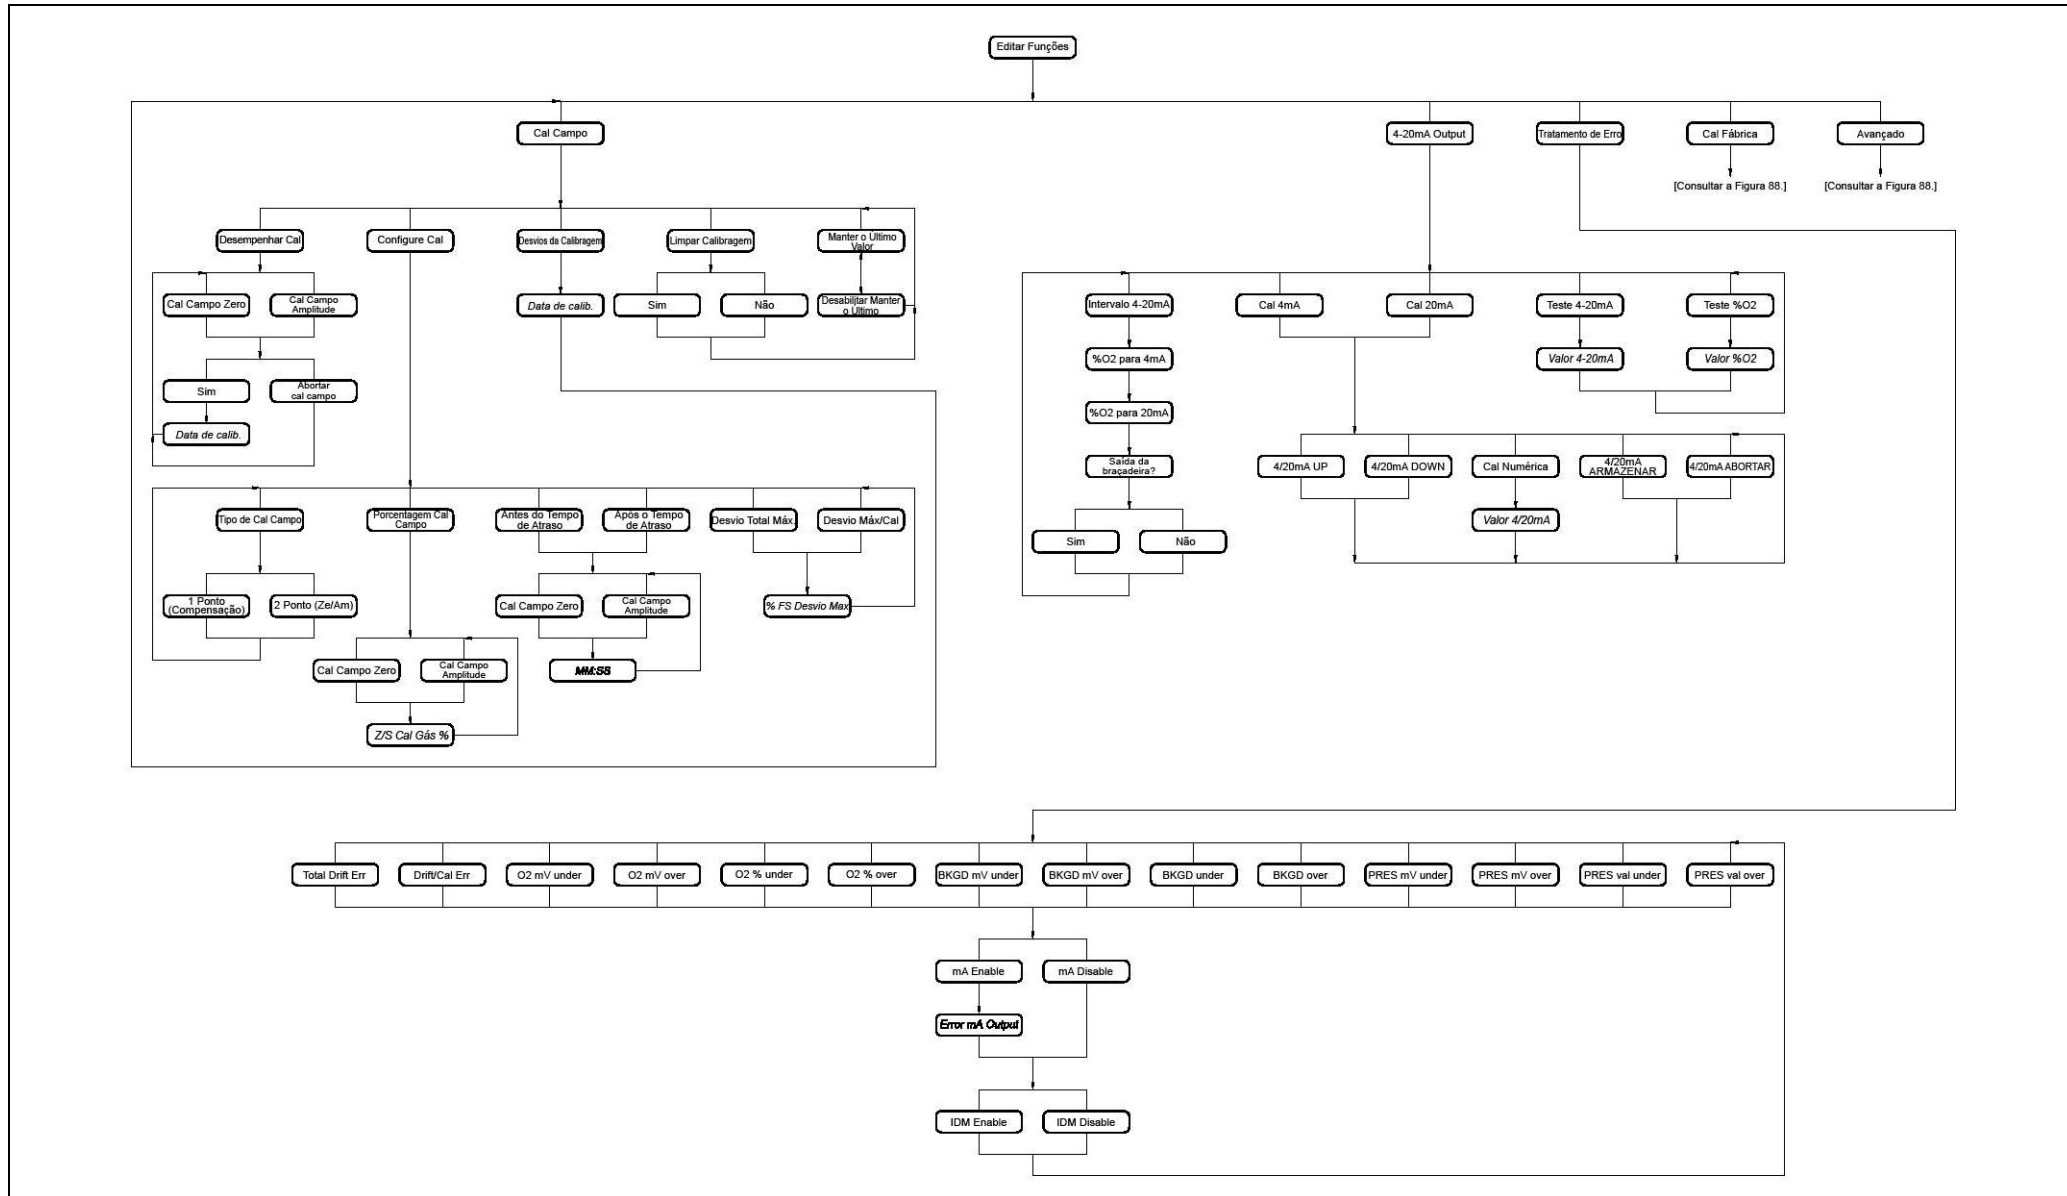 Editar Funções
Cal Campo
4-20mA Output
Tratamento de Erro
Cal Fábrica
Avançado
[Consultar a Figura 88.]
[Consultar a Figura 88.]
Desempenhar Cal
Configure Cal
Desvios da Calibragem
Limpar Calibragem
Manter o Último
Valor
Cal Campo Zero
Cal Campo
Amplitude
Data de calib.
Sim
Não
Desabilitar Manter
o Último
Sim
Abortar
cal campo
Data de calib.
Intervalo 4-20mA
Cal 4mA
Cal 20mA
Teste 4-20mA
Teste %O2
%O2 para 4mA
Valor 4-20mA
Valor %O2
%O2 para 20mA
Saída da
braçadeira?
4/20mA UP
4/20mA DOWN
Cal Numérica
4/20mA
ARMAZENAR
4/20mA ABORTAR
Valor 4/20mA
Sim
Não
Tipo de Cal Campo
Porcentagem Cal
Campo
Antes do Tempo
de Atraso
Após o Tempo
de Atraso
Desvio Total Máx.
Desvio Máx/Cal
1 Ponto
(Compensação)
2 Ponto (Ze/Am)
Cal Campo Zero
Cal Campo
Amplitude
% FS Desvio Max
Cal Campo Zero
Cal Campo
Amplitude
MM:SS
Z/S Cal Gás %
Total Drift Err
Drift/Cal Err
O2 mV under
O2 mV over
O2 % under
O2 % over
BKGD mV under
BKGD mV over
BKGD under
BKGD over
PRES mV under
PRES mV over
PRES val under
PRES val over
mA Enable
mA Disable
Error mA Output
IDM Enable
IDM Disable